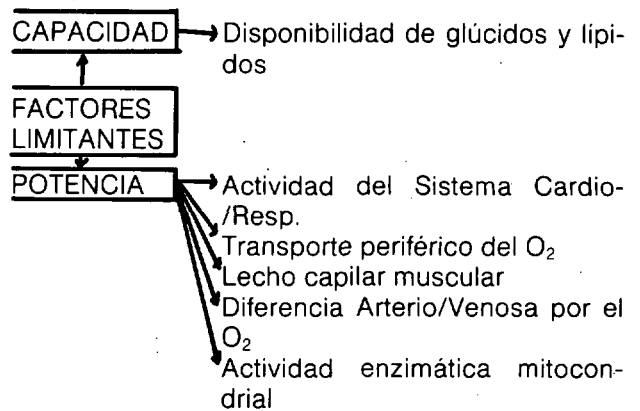 CAPACIDAD
Disponibilidad de glúcidos y lípi-
dos
FACTORES
LIMITANTES
POTENCIA
Actividad del Sistema Cardio-
/Resp.
Transporte periférico del O₂
Lecho capilar muscular
Diferencia Arterio/Venosa por el
O₂
Actividad enzimática mitocon-
drial